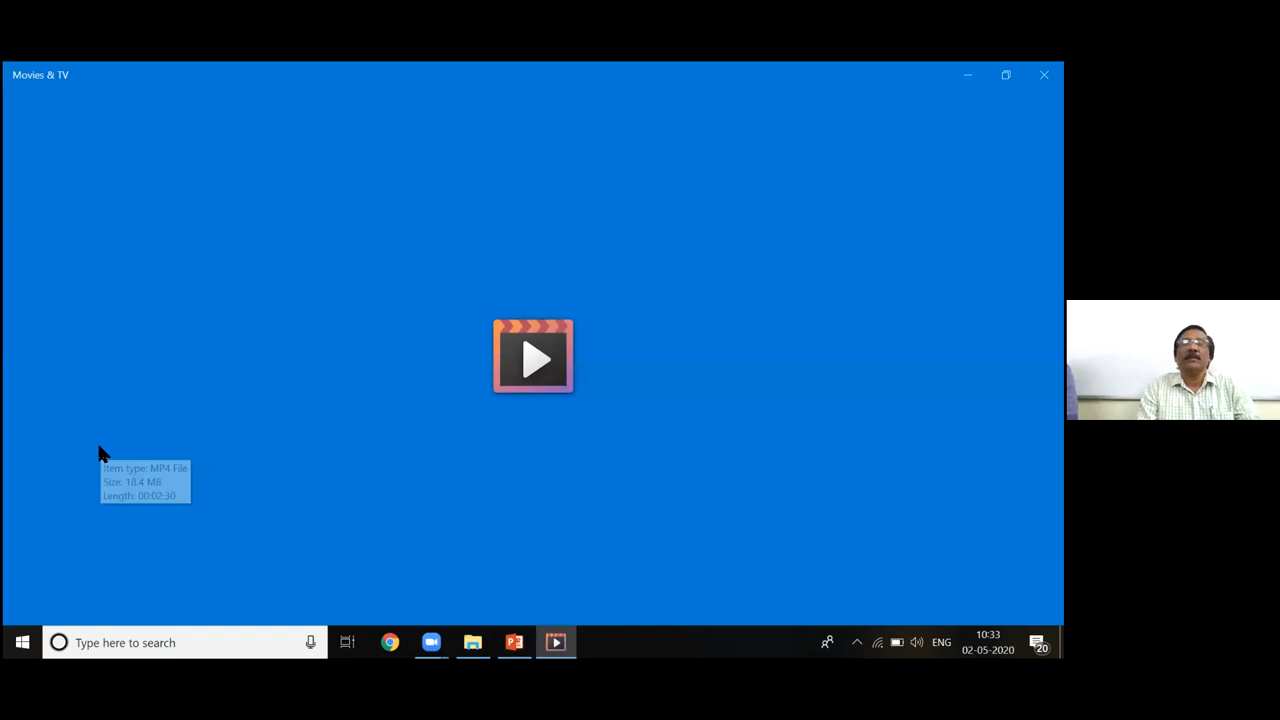 Movies & TV
Item type: MP4 File
Size: 18.4 MB
Length: 00:02:30
Type here to search
ENG
10:33
02-05-2020
20